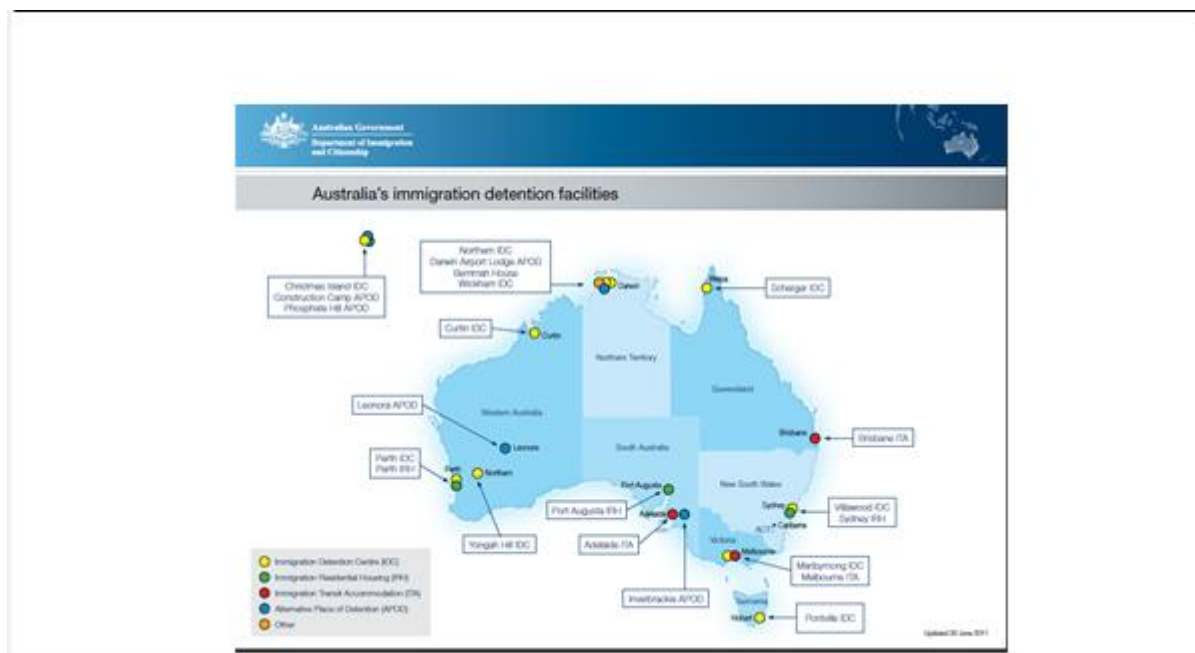 Australian Government
Department of Immigration
and Citizenship
Australia's immigration detention facilities
Christmas Island IDC
Construction Camp APOD
Phosphate Hill APOD
Northern IDC
Darwin Airport Lodge APOD
Berrimah House
Wickham IDC
Darwin
Weipa
Scherger IDC
Curtin IDC
Curtin
Northern Territory
Queensland
Leonora APOD
Western Australia
Leonora
South Australia
Brisbane
Brisbane ITA
Perth IDC
Perth IRH
Perth
Northam
Port Augusta
New South Wales
Port Augusta IRH
Sydney
Villawood IDC
Sydney IRH
Adelaide
Canberra
ACT
Yongah Hill IDC
Adelaide ITA
Victoria
Melbourne
Maribyrnong IDC
Melbourne ITA
Inverbrackie APOD
Tasmania
Hobart
Pontville IDC
Immigration Detention Centre (IDC)
Immigration Residential Housing (IRH)
Immigration Transit Accommodation (ITA)
Alternative Place of Detention (APOD)
Other
Updated 30 June 2011